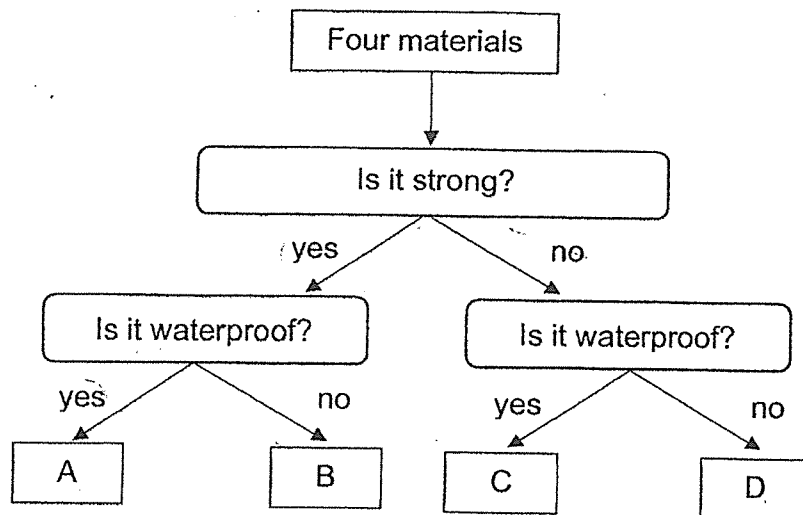 Four materials
Is it strong?
yes
no
Is it waterproof?
Is it waterproof?
yes
no
yes
no
A
B
C
D